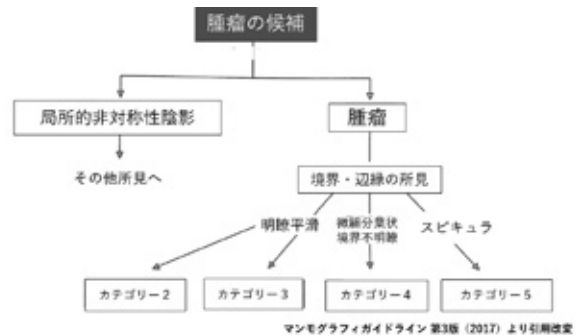 腫瘤の候補
局所的非対称性陰影
腫瘤
その他所見へ
境界・辺縁の所見
明瞭平滑
微細分葉状
境界不明瞭
スピキュラ
カテゴリー2
カテゴリー3
カテゴリー4
カテゴリー5
マンモグラフィガイドライン 第3版（2017）より引用改変